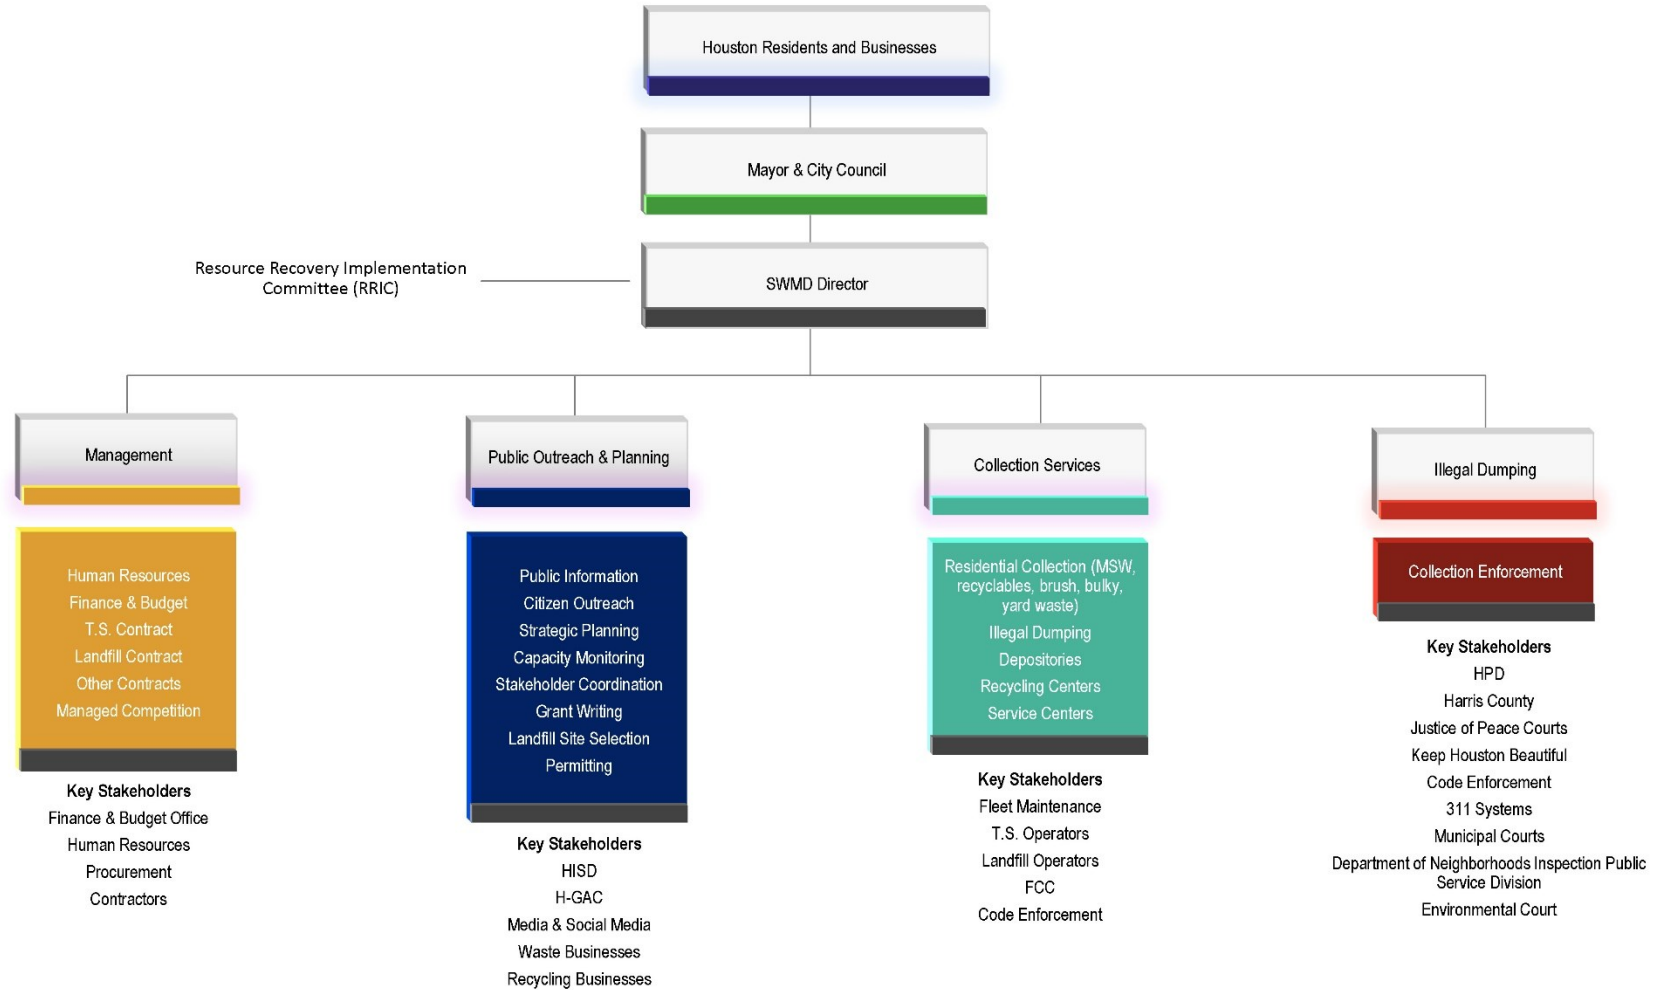 Houston Residents and Businesses
Mayor & City Council
Resource Recovery Implementation
Committee (RRIC)
SWMD Director
Management
Human Resources
Finance & Budget
T.S. Contract
Landfill Contract
Other Contracts
Managed Competition
Key Stakeholders
Finance & Budget Office
Human Resources
Procurement
Contractors
Public Outreach & Planning
Public Information
Citizen Outreach
Strategic Planning
Capacity Monitoring
Stakeholder Coordination
Grant Writing
Landfill Site Selection
Permitting
Key Stakeholders
HISD
H-GAC
Media & Social Media
Waste Businesses
Recycling Businesses
Collection Services
Residential Collection (MSW,
recyclables, brush, bulky,
yard waste)
Illegal Dumping
Depositories
Recycling Centers
Service Centers
Key Stakeholders
Fleet Maintenance
T.S. Operators
Landfill Operators
FCC
Code Enforcement
Illegal Dumping
Collection Enforcement
Key Stakeholders
HPD
Harris County
Justice of Peace Courts
Keep Houston Beautiful
Code Enforcement
311 Systems
Municipal Courts
Department of Neighborhoods Inspection Public
Service Division
Environmental Court